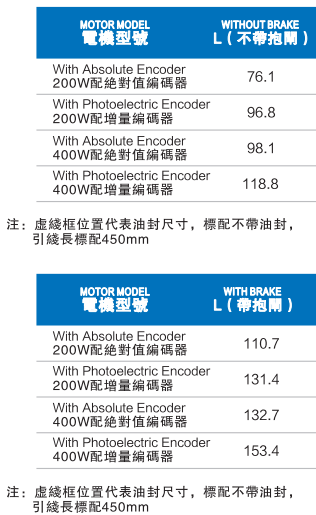 MOTOR MODEL WITHOUT BRAKE
電機型號 L（不帶抱閘）
With Absolute Encoder
200W配絶對值編碼器 76.1
With Photoelectric Encoder
200W配增量編碼器 96.8
With Absolute Encoder
400W配絶對值編碼器 98.1
With Photoelectric Encoder
400W配增量編碼器 118.8
注：虛綫框位置代表油封尺寸，標配不帶油封，
引綫長標配450mm
MOTOR MODEL WITH BRAKE
電機型號 L（帶抱閘）
With Absolute Encoder
200W配絶對值編碼器 110.7
With Photoelectric Encoder
200W配增量編碼器 131.4
With Absolute Encoder
400W配絶對值編碼器 132.7
With Photoelectric Encoder
400W配增量編碼器 153.4
注：虛綫框位置代表油封尺寸，標配不帶油封，
引綫長標配450mm